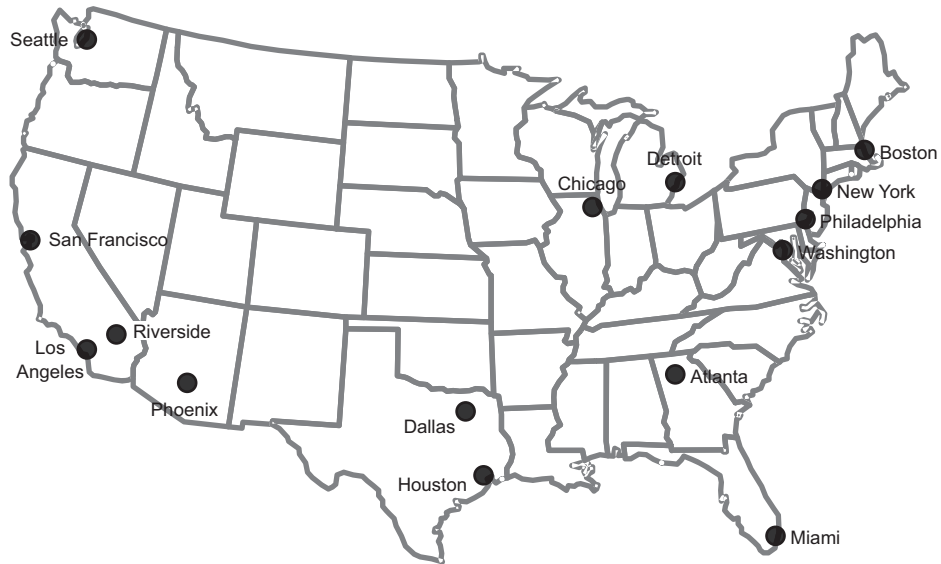 Seattle
Boston
Detroit
Chicago
New York
Philadelphia
San Francisco
Washington
Riverside
Los
Angeles
Atlanta
Phoenix
Dallas
Houston
Miami